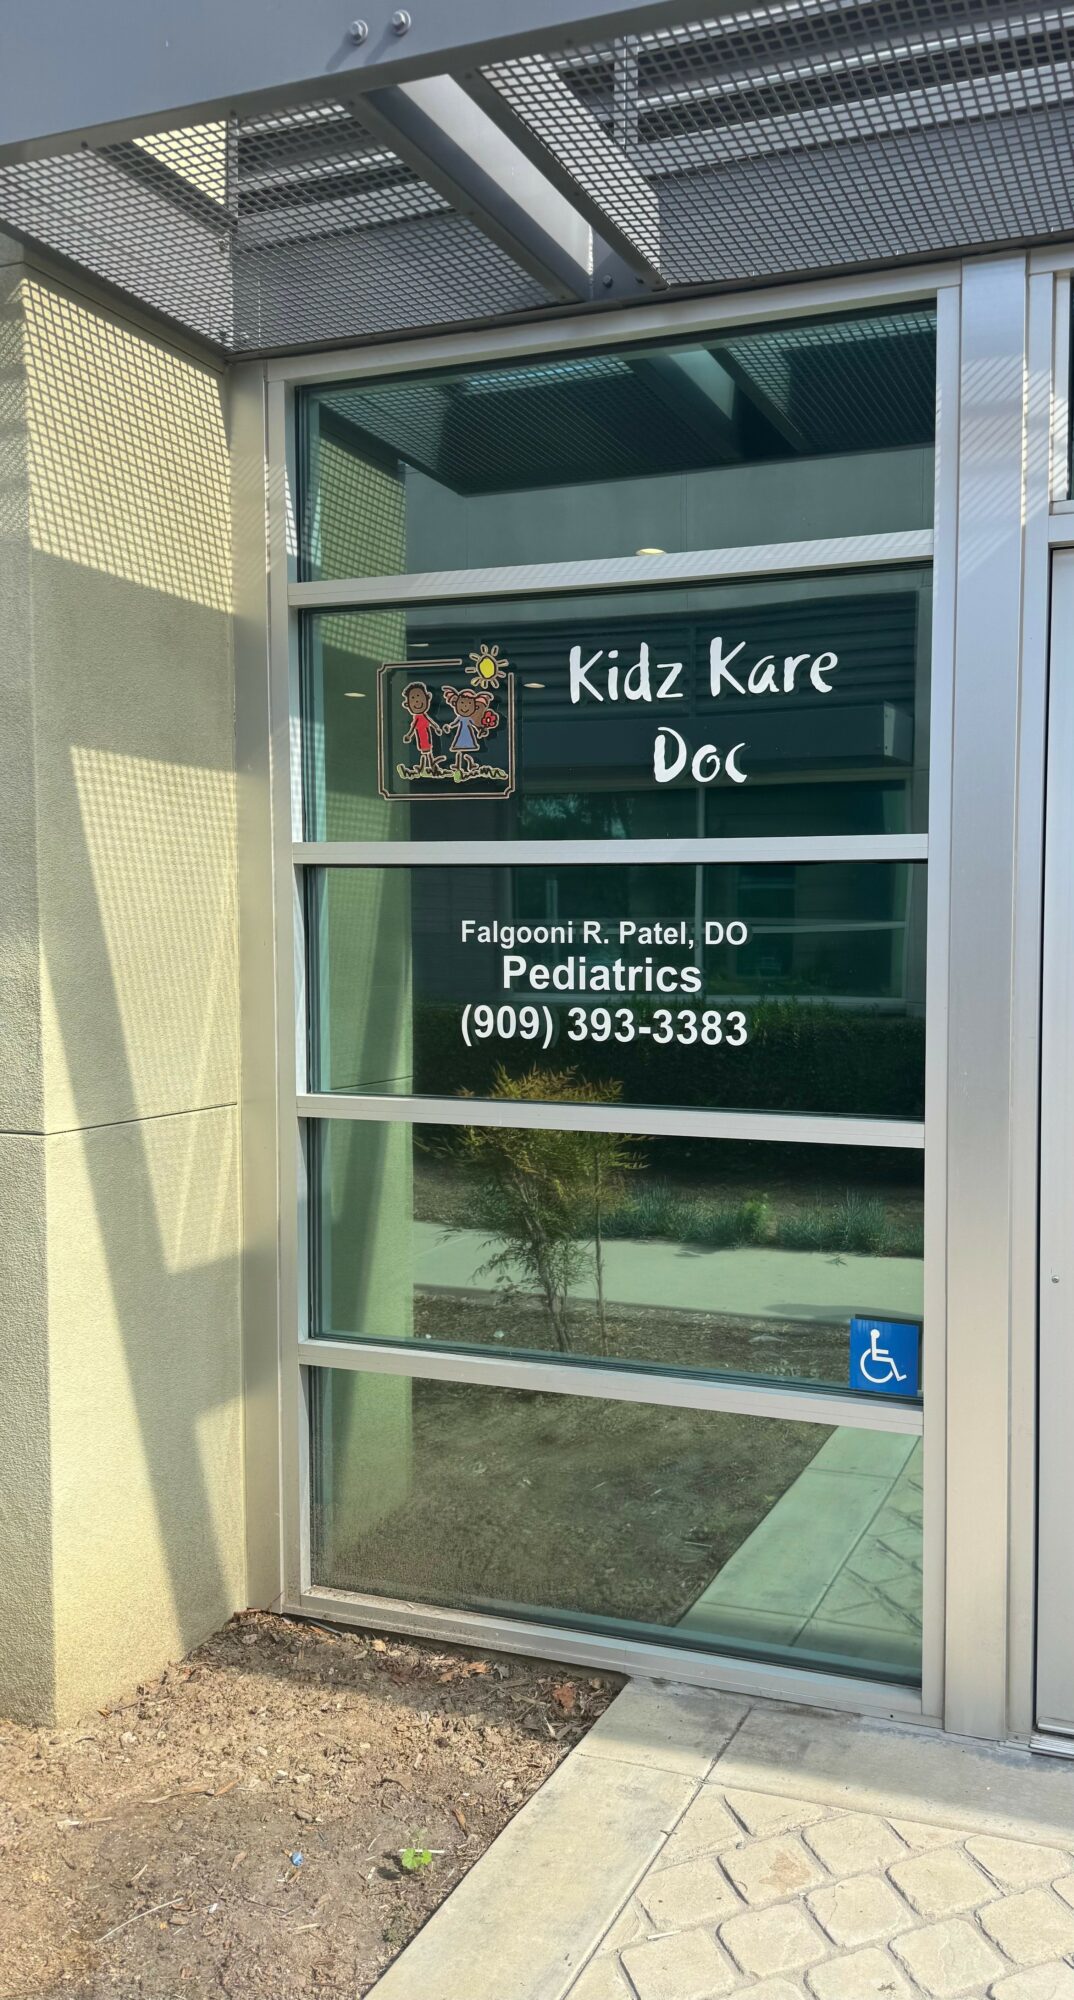 Kidz Kare
Doc
Falgooni R. Patel, DO
Pediatrics
(909) 393-3383